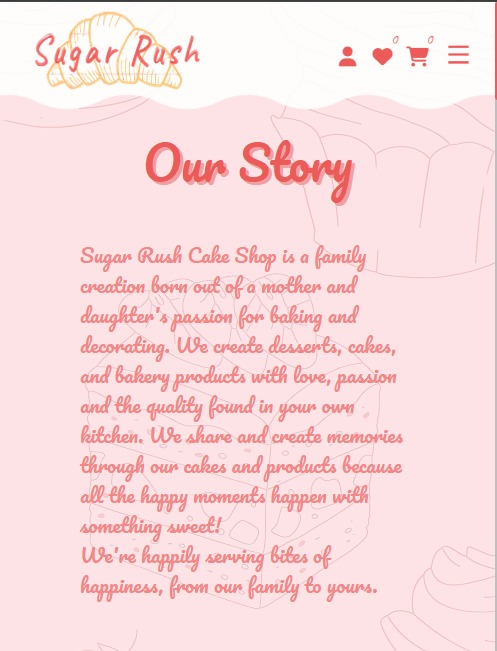 Sugar Rush
0
0
Our Story
Sugar Rush Cake Shop is a family
creation born out of a mother and
daughter's passion for baking and
decorating. We create desserts, cakes,
and bakery products with love, passion
and the quality found in your own
kitchen. We share and create memories
through our cakes and products because
all the happy moments happen with
something sweet!
We're happily serving bites of
happiness, from our family to yours.